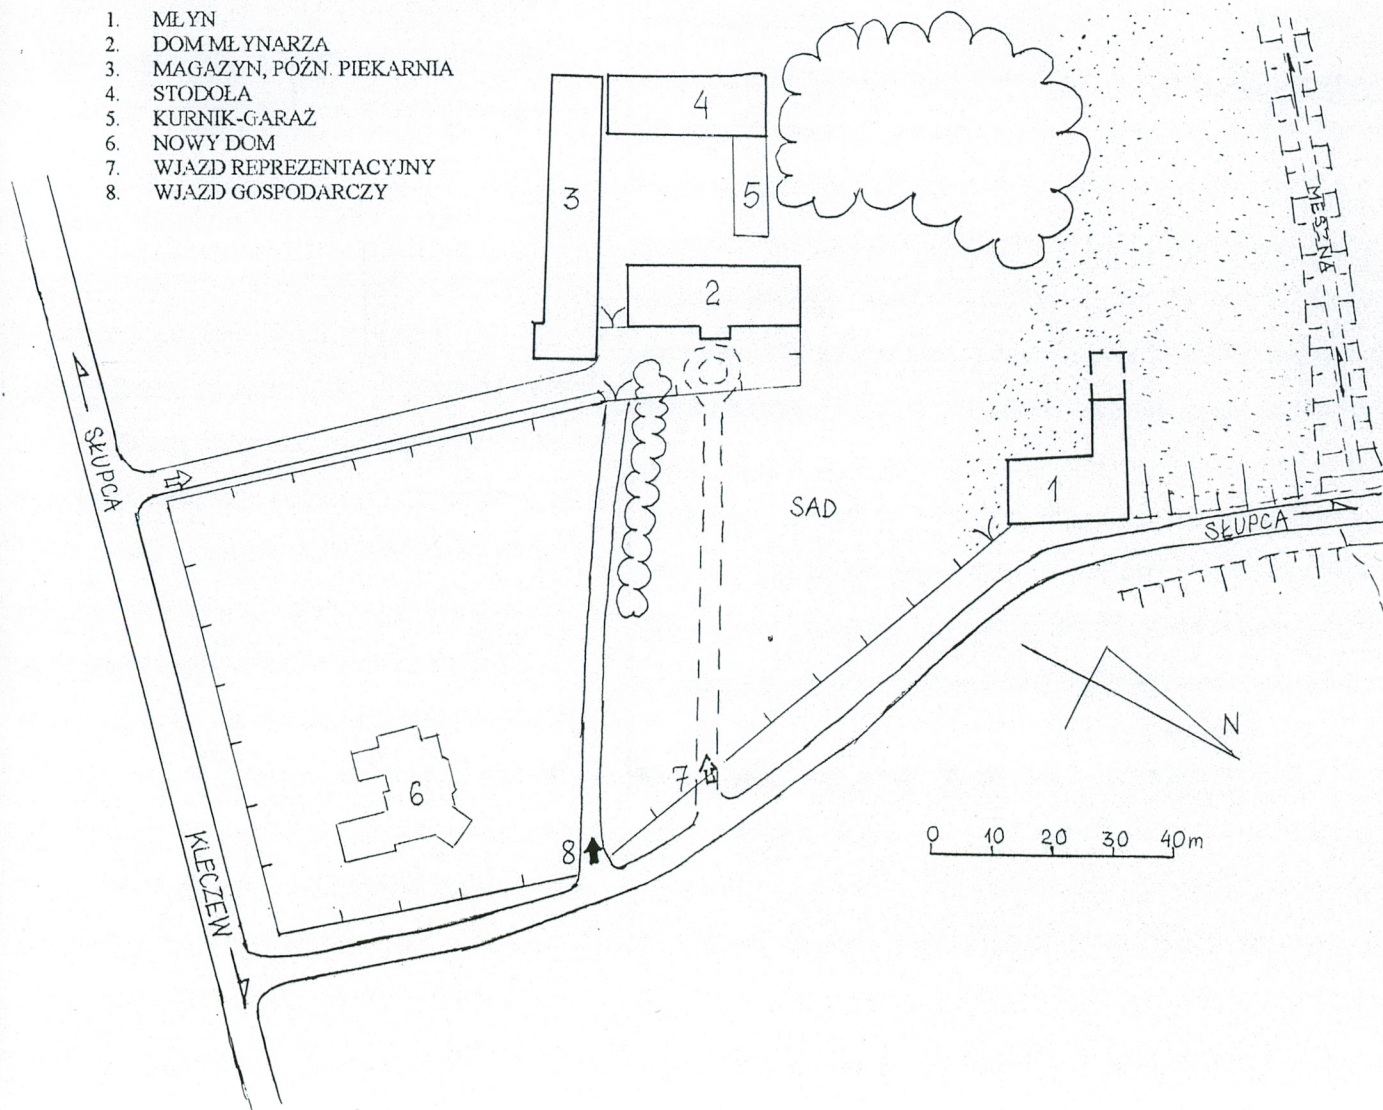 1. MŁYN
2. DOM MŁYNARZA
3. MAGAZYN, PÓŹN. PIEKARNIA
4. STODOŁA
5. KURNIK-GARAŻ
6. NOWY DOM
7. WJAZD REPREZENTACYJNY
8. WJAZD GOSPODARCZY
4
3
5
MESZNA
2
SŁUPCA
1
SAD
SŁUPCA
N
7
6
8
KLECZEW
0 10 20 30 40m